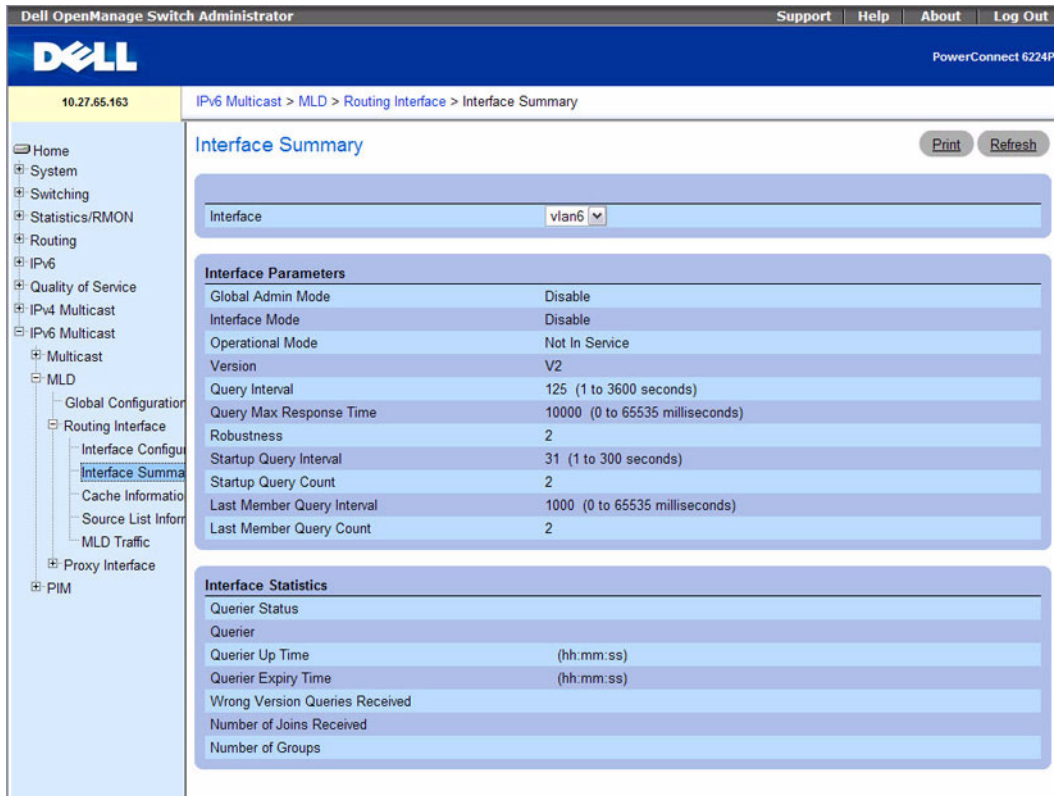 Dell OpenManage Switch Administrator
Support | Help | About | Log Out
DELL
PowerConnect 6224P
10.27.65.163
IPv6 Multicast > MLD > Routing Interface > Interface Summary
Home
System
Switching
Statistics/RMON
Routing
IPv6
Quality of Service
IPv4 Multicast
IPv6 Multicast
Multicast
MLD
Global Configuration
Routing Interface
Interface Configu
Interface Summa
Cache Informatio
Source List Inforr
MLD Traffic
Proxy Interface
PIM
Interface Summary
Print
Refresh
Interface vlan6
Interface Parameters
Global Admin Mode Disable
Interface Mode Disable
Operational Mode Not In Service
Version V2
Query Interval 125 (1 to 3600 seconds)
Query Max Response Time 10000 (0 to 65535 milliseconds)
Robustness 2
Startup Query Interval 31 (1 to 300 seconds)
Startup Query Count 2
Last Member Query Interval 1000 (0 to 65535 milliseconds)
Last Member Query Count 2
Interface Statistics
Querier Status
Querier
Querier Up Time (hh:mm:ss)
Querier Expiry Time (hh:mm:ss)
Wrong Version Queries Received
Number of Joins Received
Number of Groups